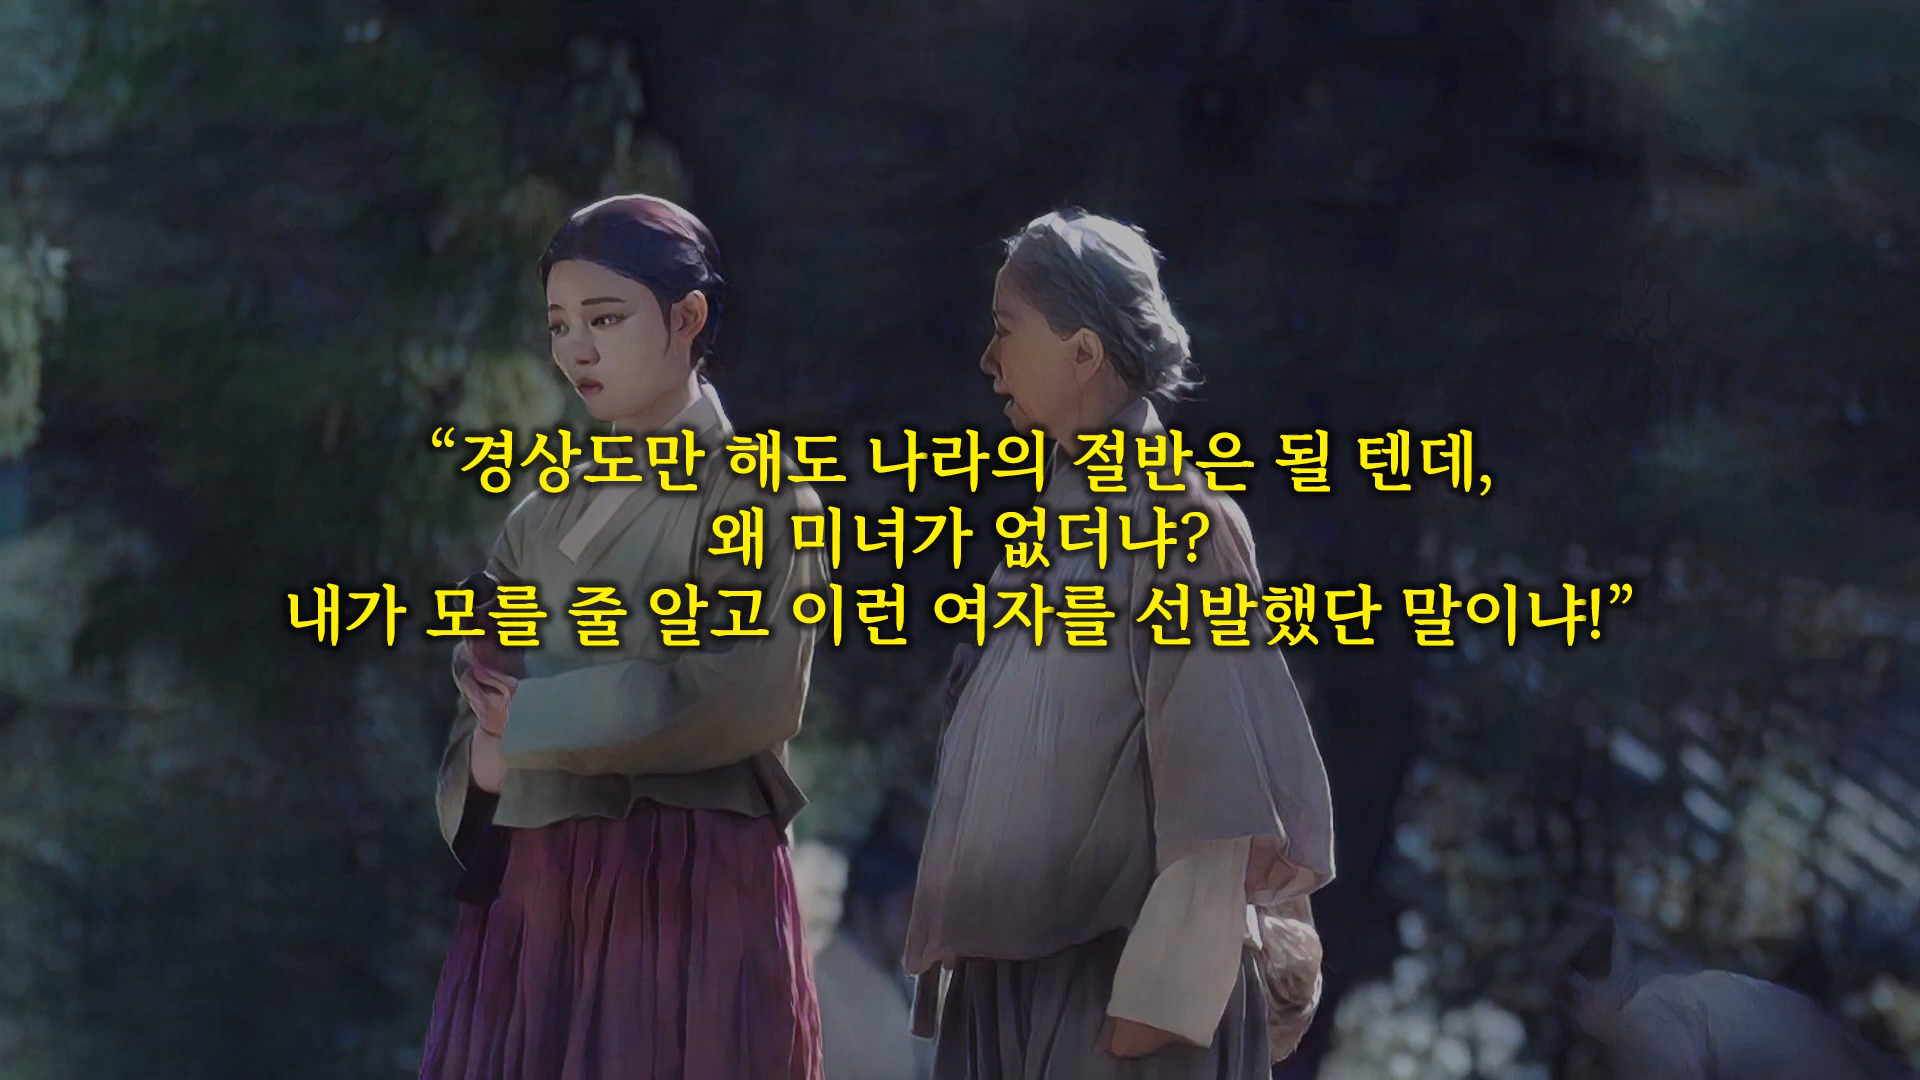 “경상도만 해도 나라의 절반은 될 텐데,
왜 미녀가 없더냐?
내가 모를 줄 알고 이런 여자를 선발했단 말이냐!”